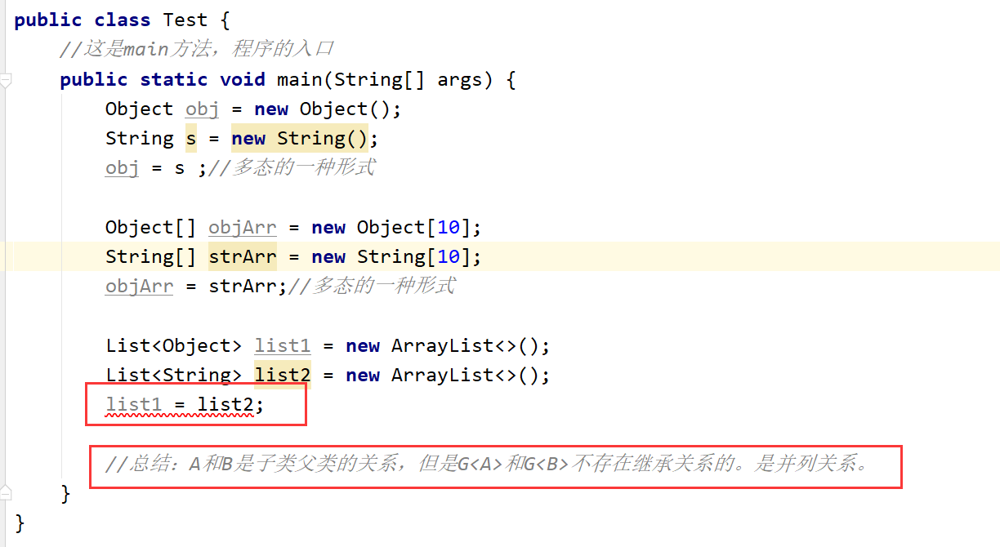 public class Test {
//这是main方法，程序的入口
public static void main(String[] args) {
Object obj = new Object();
String s = new String();
obj = s ;//多态的一种形式
Object[] objArr = new Object[10];
String[] strArr = new String[10];
objArr = strArr;//多态的一种形式
List<Object> list1 = new ArrayList<>();
List<String> list2 = new ArrayList<>();
list1 = list2;
//总结：A和B是子类父类的关系，但是G<A>和G<B>不存在继承关系的。是并列关系。
}
}